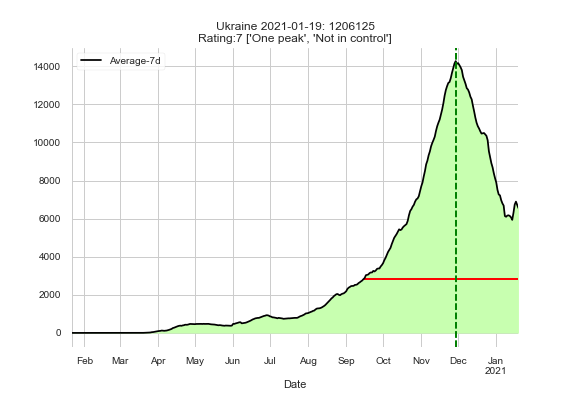 Ukraine 2021-01-19: 1206125
Rating:7 ['One peak', 'Not in control']
Average-7d
14000
12000
10000
8000
6000
4000
2000
0
Feb Mar Apr May Jun Jul Aug Sep Oct Nov Dec Jan
2021
Date